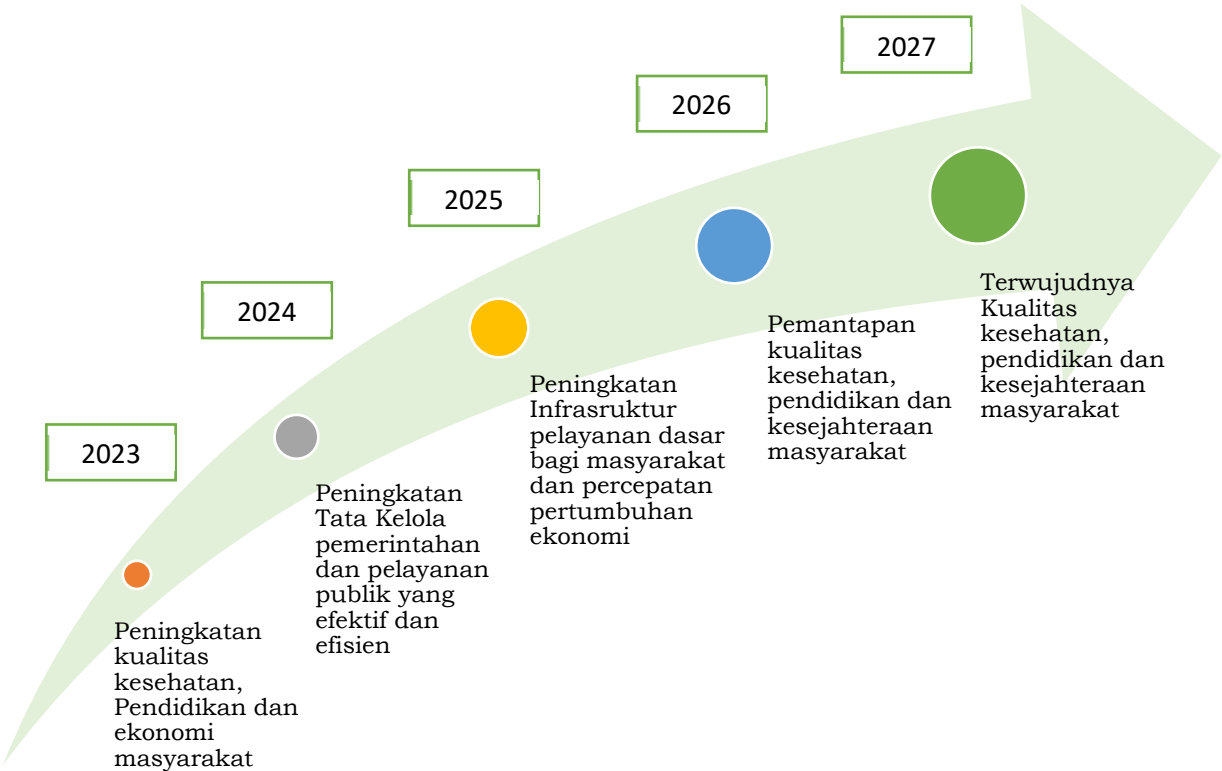 2023
Peningkatan
kualitas
kesehatan,
Pendidikan dan
ekonomi
masyarakat
2024
Peningkatan
Tata Kelola
pemerintahan
dan pelayanan
publik yang
efektif dan
efisien
2025
Peningkatan
Infrasruktur
pelayanan dasar
bagi masyarakat
dan percepatan
pertumbuhan
ekonomi
2026
Pemantapan
kualitas
kesehatan,
pendidikan dan
kesejahteraan
masyarakat
2027
Terwujudnya
Kualitas
kesehatan,
pendidikan dan
kesejahteraan
masyarakat